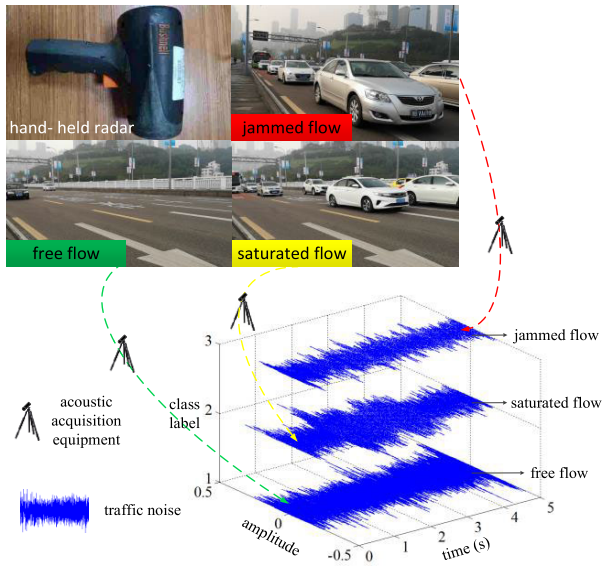 Bushnell
hand- held radar
jammed flow
free flow
saturated flow
acoustic
acquisition
equipment
traffic noise
class
label
3
2
1
0.5
0
-0.5
amplitude
0
1
2
3
4
5
time (s)
jammed flow
saturated flow
free flow